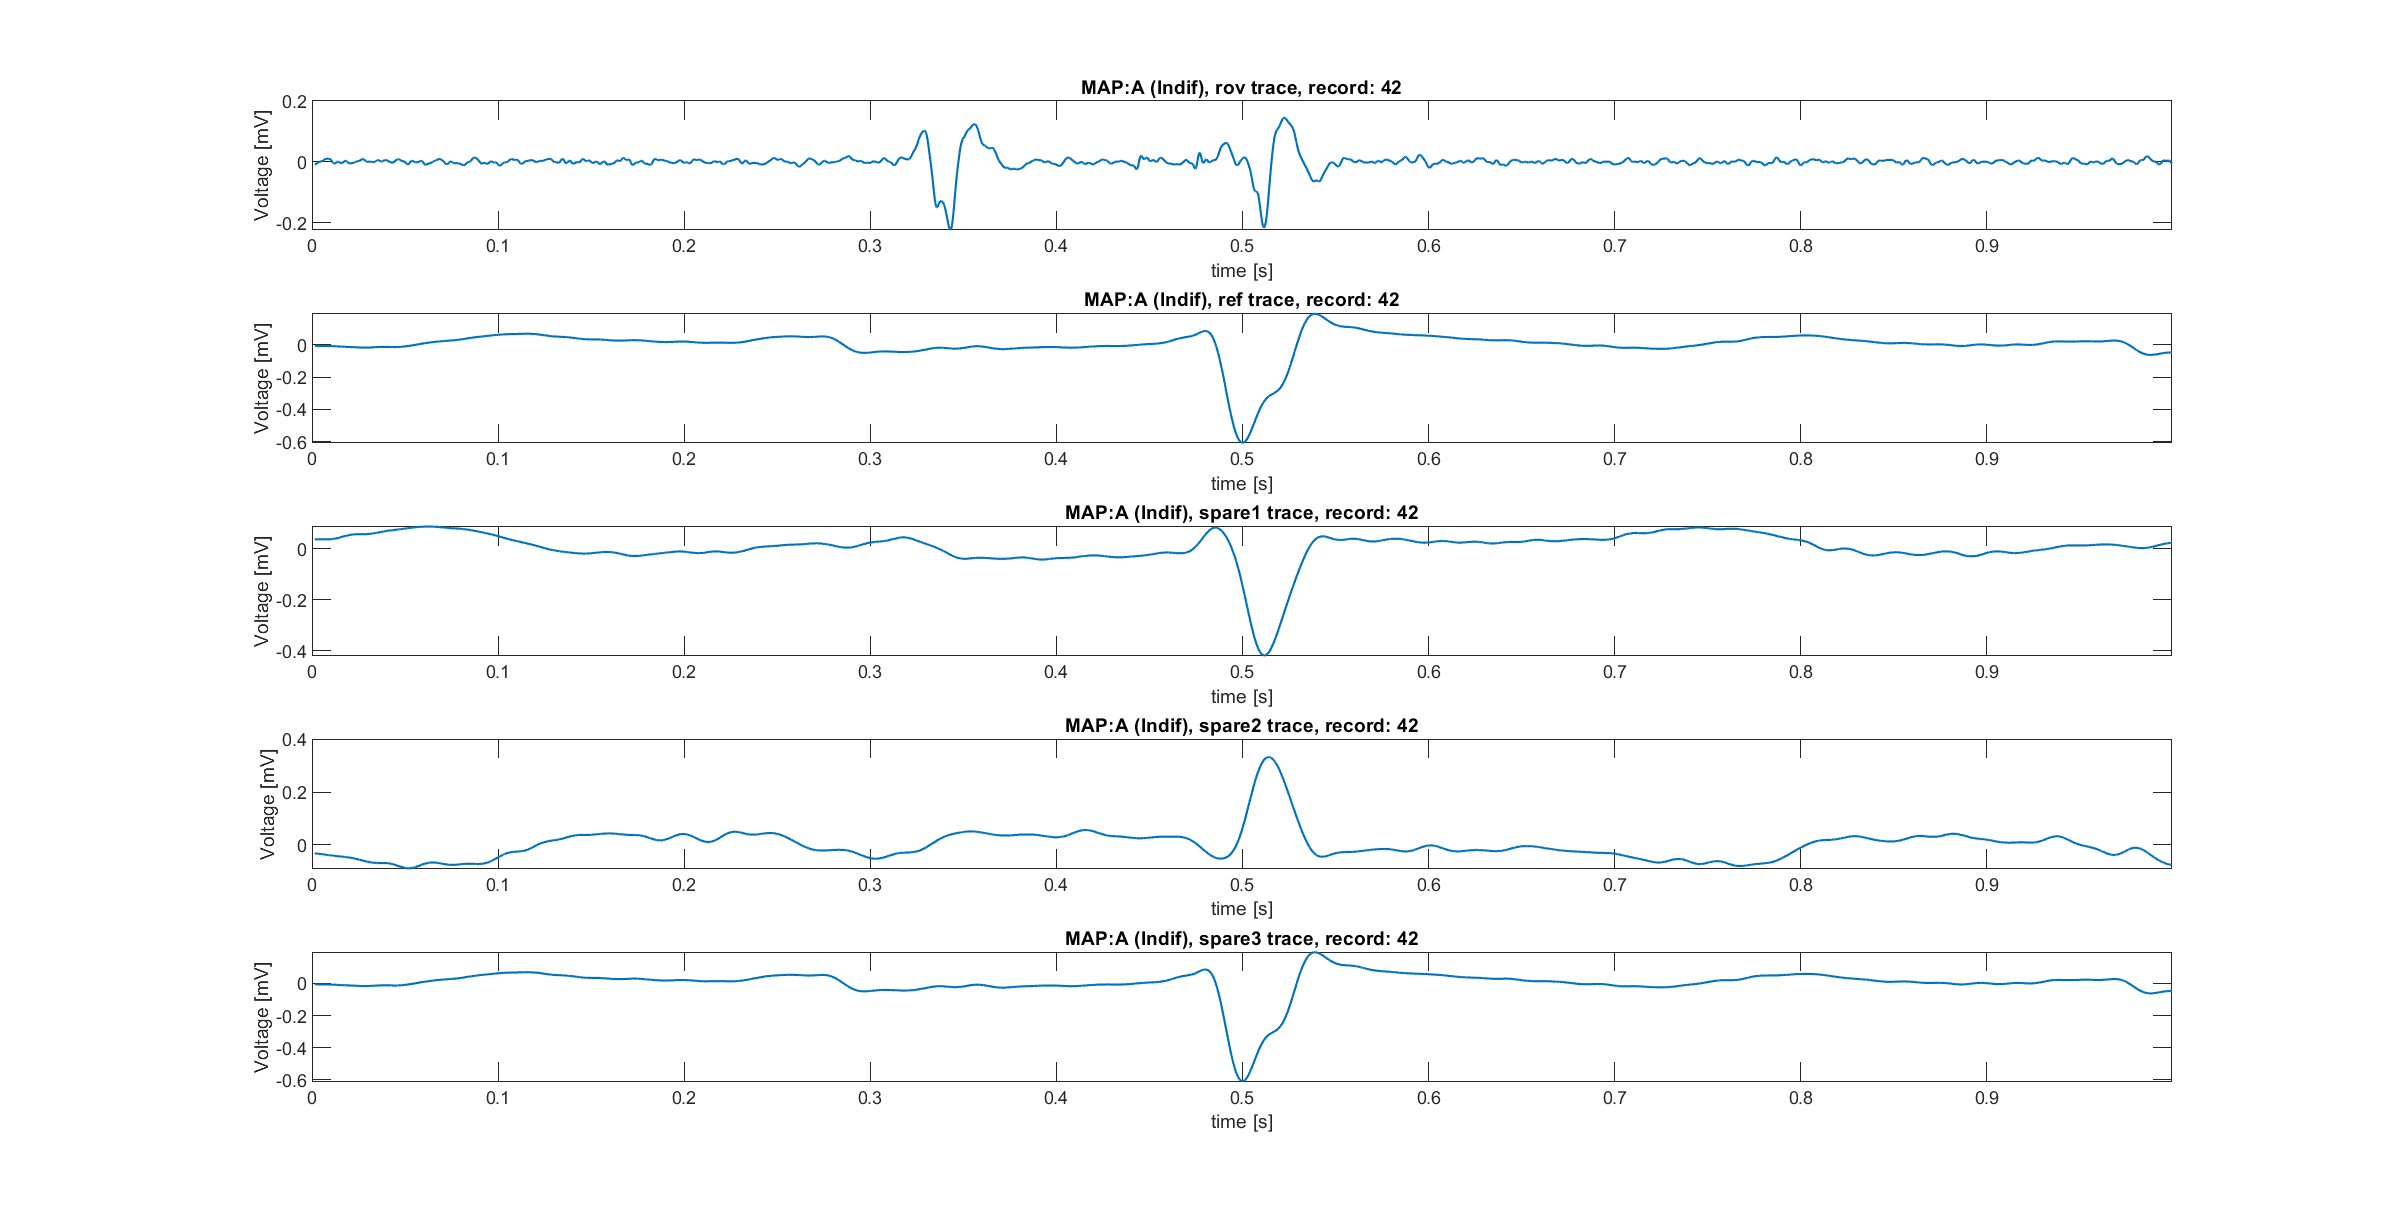 MAP:A (Indif), rov trace, record: 42
Voltage [mV]
0.2
0
-0.2
0 0.1 0.2 0.3 0.4 0.5 0.6 0.7 0.8 0.9
time [s]
MAP:A (Indif), ref trace, record: 42
Voltage [mV]
0
-0.2
-0.4
-0.6
0 0.1 0.2 0.3 0.4 0.5 0.6 0.7 0.8 0.9
time [s]
MAP:A (Indif), spare1 trace, record: 42
Voltage [mV]
0
-0.2
-0.4
0 0.1 0.2 0.3 0.4 0.5 0.6 0.7 0.8 0.9
time [s]
MAP:A (Indif), spare2 trace, record: 42
Voltage [mV]
0.4
0.2
0
0 0.1 0.2 0.3 0.4 0.5 0.6 0.7 0.8 0.9
time [s]
MAP:A (Indif), spare3 trace, record: 42
Voltage [mV]
0
-0.2
-0.4
-0.6
0 0.1 0.2 0.3 0.4 0.5 0.6 0.7 0.8 0.9
time [s]